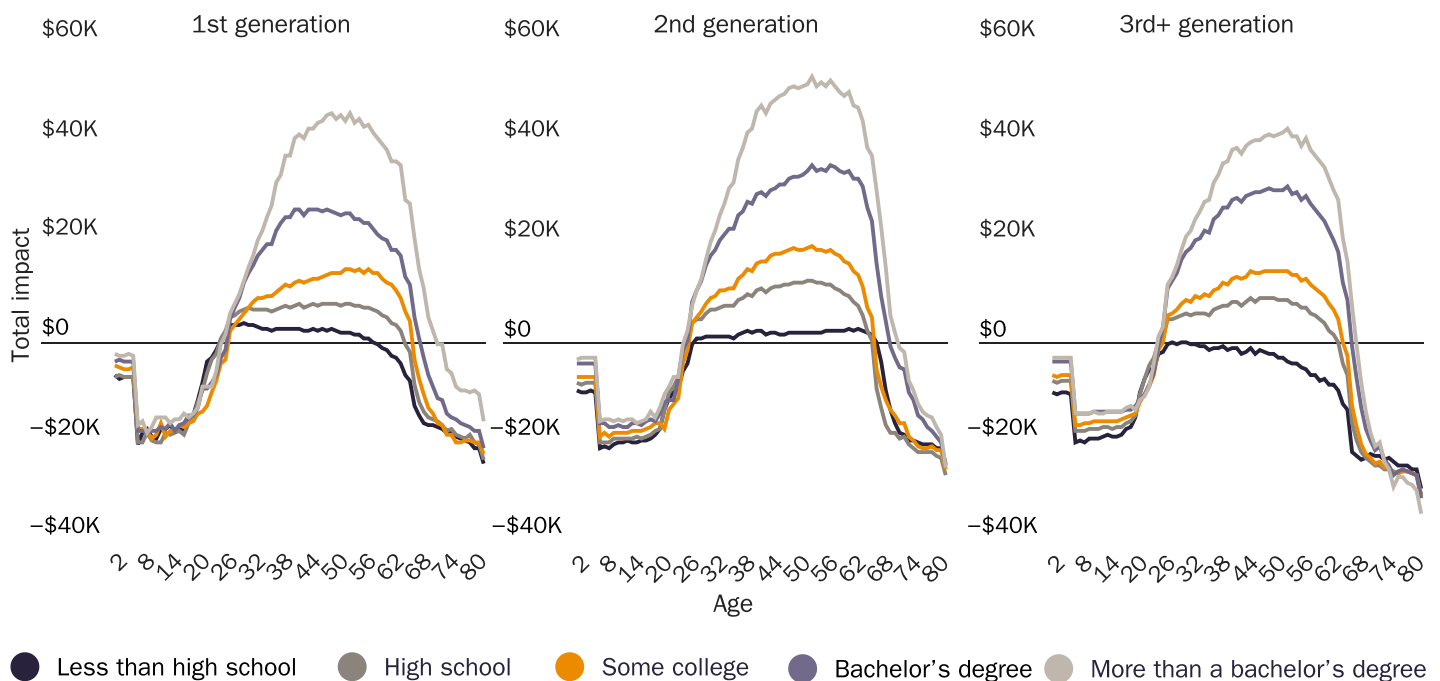 1st generation
$60K
$40K
$20K
$0
−$20K
−$40K
2 8 14 20 26 32 38 44 50 56 62 68 74 80
2nd generation
$60K
$40K
$20K
$0
−$20K
−$40K
2 8 14 20 26 32 38 44 50 56 62 68 74 80
3rd+ generation
$60K
$40K
$20K
$0
−$20K
−$40K
2 8 14 20 26 32 38 44 50 56 62 68 74 80
Total impact
Age
Less than high school
High school
Some college
Bachelor’s degree
More than a bachelor’s degree